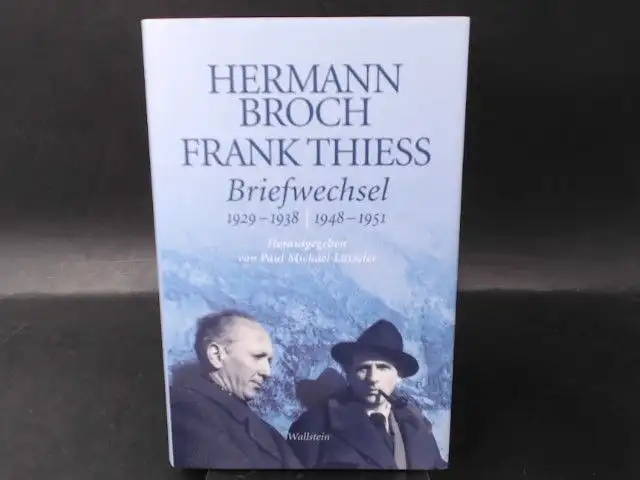 HERMANN
BROCH
FRANK THIESS
Briefwechsel
1929–1938 | 1948–1951
Herausgegeben
von Paul Michael Lützeler
Wallstein